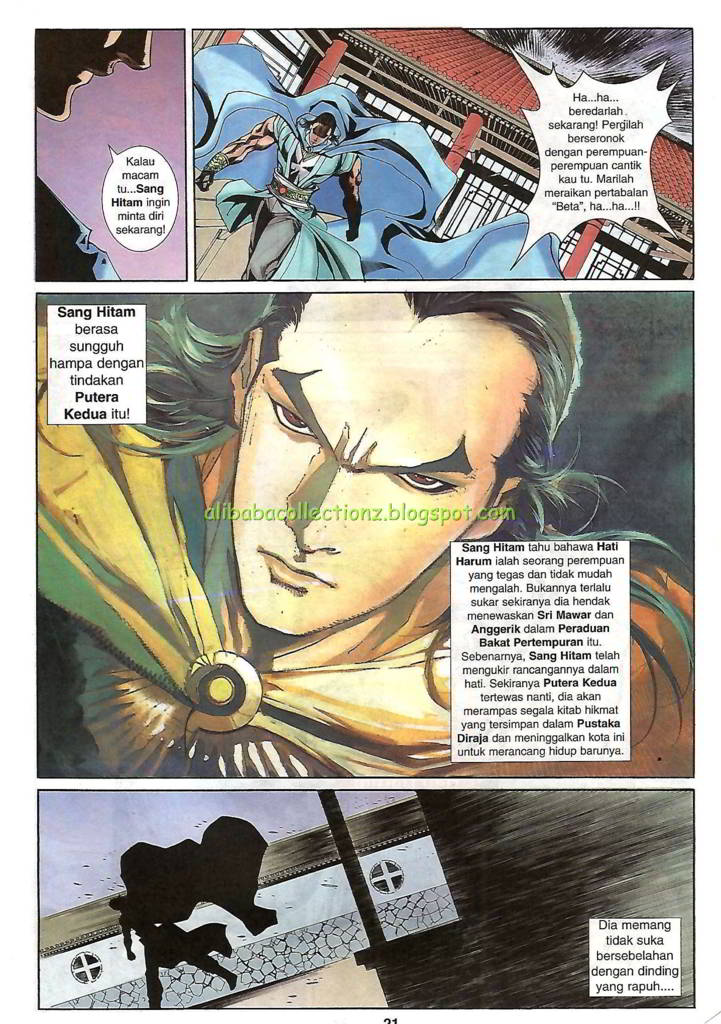 Kalau
macam
tu...Sang
Hitam ingin
minta diri
sekarang!
Ha...ha...
beredarlah
sekarang! Pergilah
berseronok
dengan perempuan-
perempuan cantik
kau tu. Marilah
meraikan pertabalan
"Beta", ha...ha...!!
Sang Hitam
berasa
sungguh
hampa dengan
tindakan
Putera
Kedua itu!
alibabacollectionz.blogspot.com
Sang Hitam tahu bahawa Hati
Harum ialah seorang perempuan
yang tegas dan tidak mudah
mengalah. Bukannya terlalu
sukar sekiranya dia hendak
menewaskan Sri Mawar dan
Anggerik dalam Peraduan
Bakat Pertempuran itu.
Sebenarnya, Sang Hitam telah
mengukir rancangannya dalam
hati. Sekiranya Putera Kedua
tertewas nanti, dia akan
merampas segala kitab hikmat
yang tersimpan dalam Pustaka
Diraja dan meninggalkan kota ini
untuk merancang hidup barunya.
Dia memang
tidak suka
bersebelahan
dengan dinding
yang rapuh....